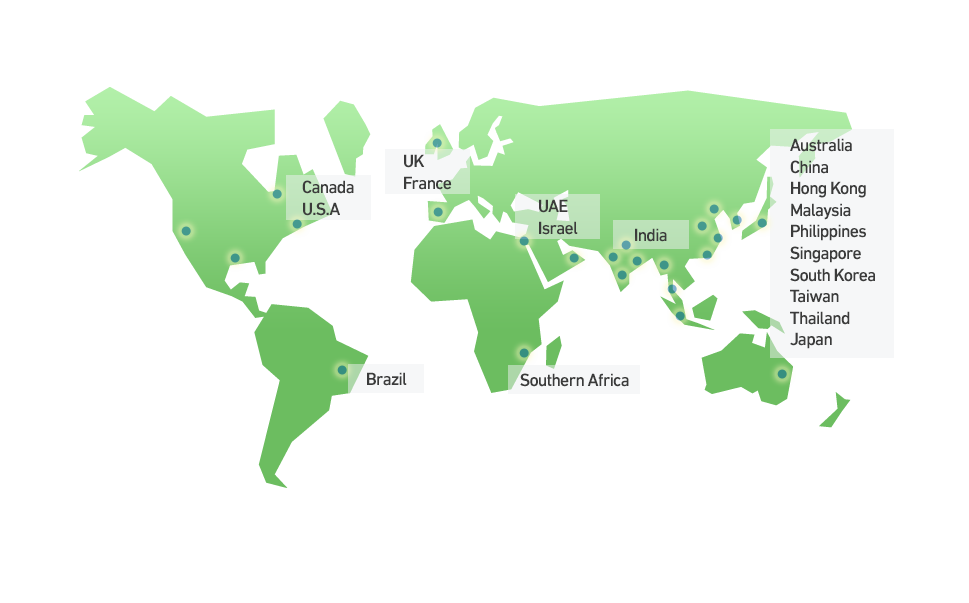 Canada
U.S.A
UK
France
UAE
Israel
India
Australia
China
Hong Kong
Malaysia
Philippines
Singapore
South Korea
Taiwan
Thailand
Japan
Brazil
Southern Africa